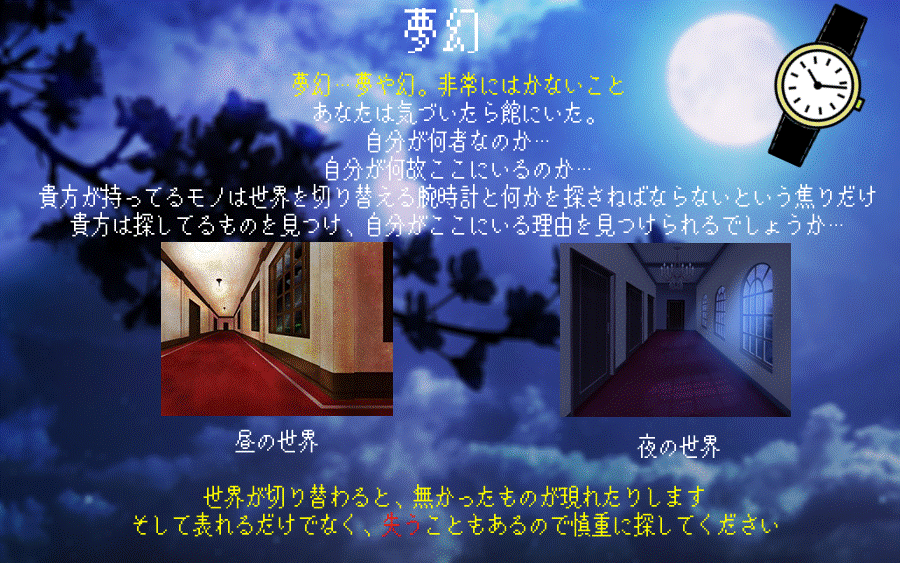 夢幻
夢幻…夢や幻。非常にはかないこと
あなたは気づいたら館にいた。
自分が何者なのか…
自分が何故ここにいるのか…
貴方が持ってるモノは世界を切り替える腕時計と何かを探さねばならないという焦りだけ
貴方は探してるものを見つけ、自分がここにいる理由を見つけられるでしょうか…
昼の世界
夜の世界
世界が切り替わると、無かったものが現れたりします
そして表れるだけでなく、失うこともあるので慎重に探してください